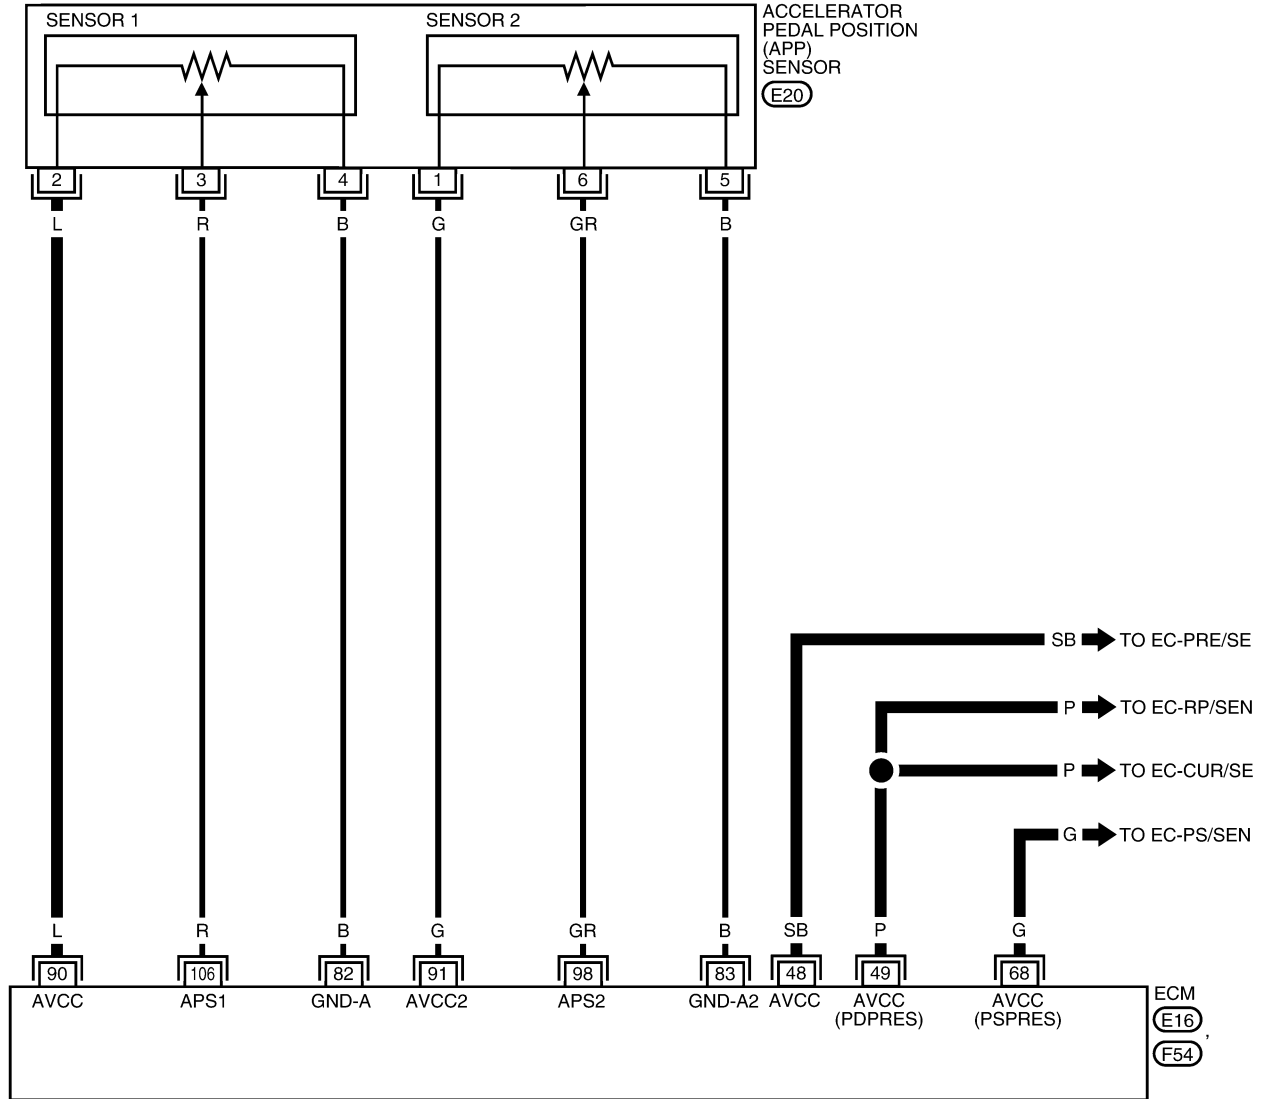 SENSOR 1
SENSOR 2
ACCELERATOR
PEDAL POSITION
(APP)
SENSOR
E20
2 3 4 1 6 5
L R B G GR B
SB TO EC-PRE/SE
P TO EC-RP/SEN
P TO EC-CUR/SE
G TO EC-PS/SEN
L R B G GR B SB P G
90 106 82 91 98 83 48 49 68
AVCC APS1 GND-A AVCC2 APS2 GND-A2 AVCC AVCC AVCC
(PDPRES) (PSPRES)
ECM
E16 ,
F54